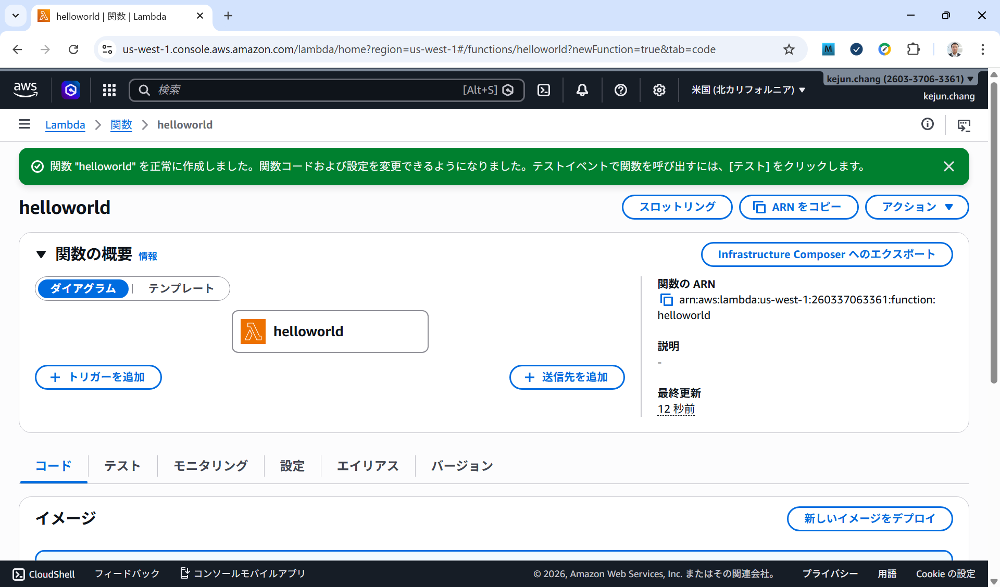 helloworld | 関数 | Lambda
us-west-1.console.aws.amazon.com/lambda/home?region=us-west-1#/functions/helloworld?newFunction=true&tab=code
M
aws
検索
[Alt+S]
米国 (北カリフォルニア) ▼
kejun.chang (2603-3706-3361) ▼
kejun.chang
Lambda > 関数 > helloworld
関数 "helloworld" を正常に作成しました。関数コードおよび設定を変更できるようになりました。テストイベントで関数を呼び出すには、[テスト] をクリックします。
helloworld
スロットリング
ARN をコピー
アクション ▼
▼ 関数の概要 情報
Infrastructure Composer へのエクスポート
ダイアグラム | テンプレート
helloworld
+ トリガーを追加
+ 送信先を追加
関数の ARN
arn:aws:lambda:us-west-1:260337063361:function:
helloworld
説明
-
最終更新
12 秒前
コード
テスト
モニタリング
設定
エイリアス
バージョン
イメージ
新しいイメージをデプロイ
CloudShell
フィードバック
コンソールモバイルアプリ
© 2026, Amazon Web Services, Inc. またはその関連会社。
プライバシー
用語
Cookie の設定